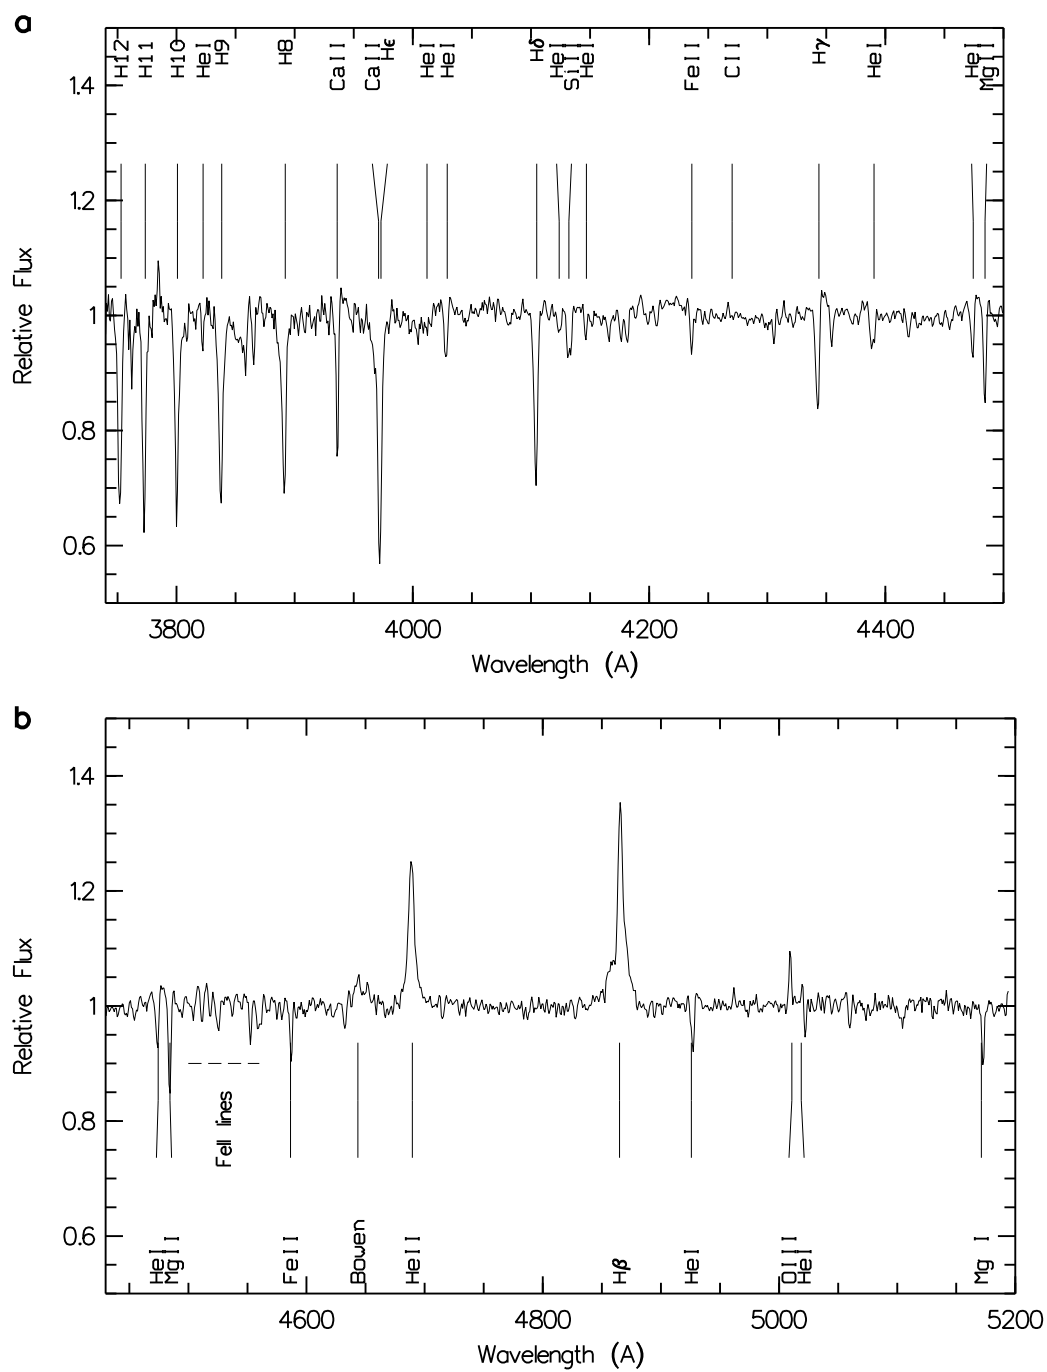 a
H12 H11 H10 HeI H9 H8 CaII CaII Hϵ HeI HeI Hδ HeI SiII HeI FeII CII Hγ HeI HeI MgII
1.4
1.2
1
0.8
0.6
Relative Flux
3800 4000 4200 4400
Wavelength (A)
b
1.4
1.2
1
0.8
0.6
Relative Flux
FeII lines
HeI MgII FeII Bowen HeII Hβ HeI OIII HeI Mg I
4600 4800 5000 5200
Wavelength (A)